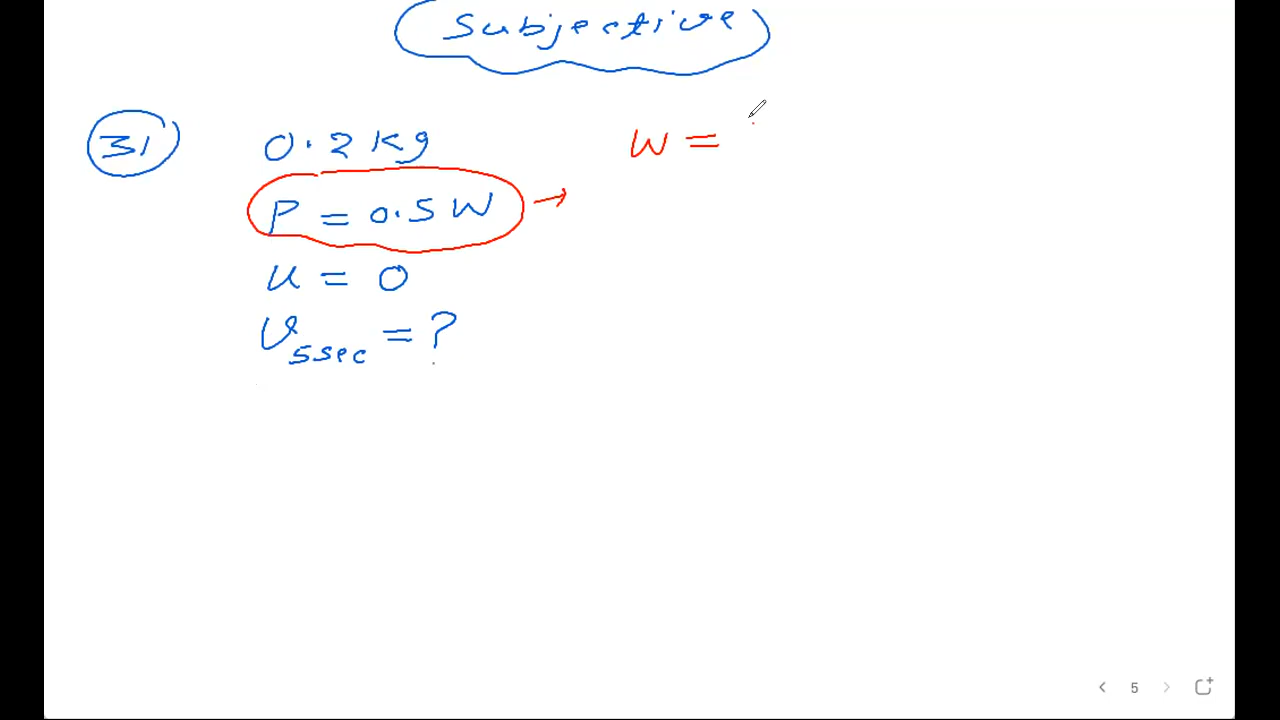 Subjective
31) 0.2 Kg
P = 0.5 W →
u = 0
v5sec = ?
W =
5